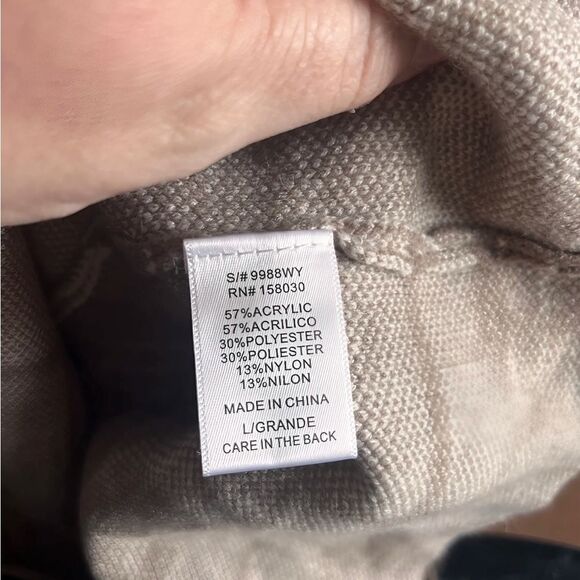 S/# 9988WY
RN# 158030
57%ACRYLIC
57%ACRILICO
30%POLYESTER
30%POLIESTER
13%NYLON
13%NILON
MADE IN CHINA
L/GRANDE
CARE IN THE BACK